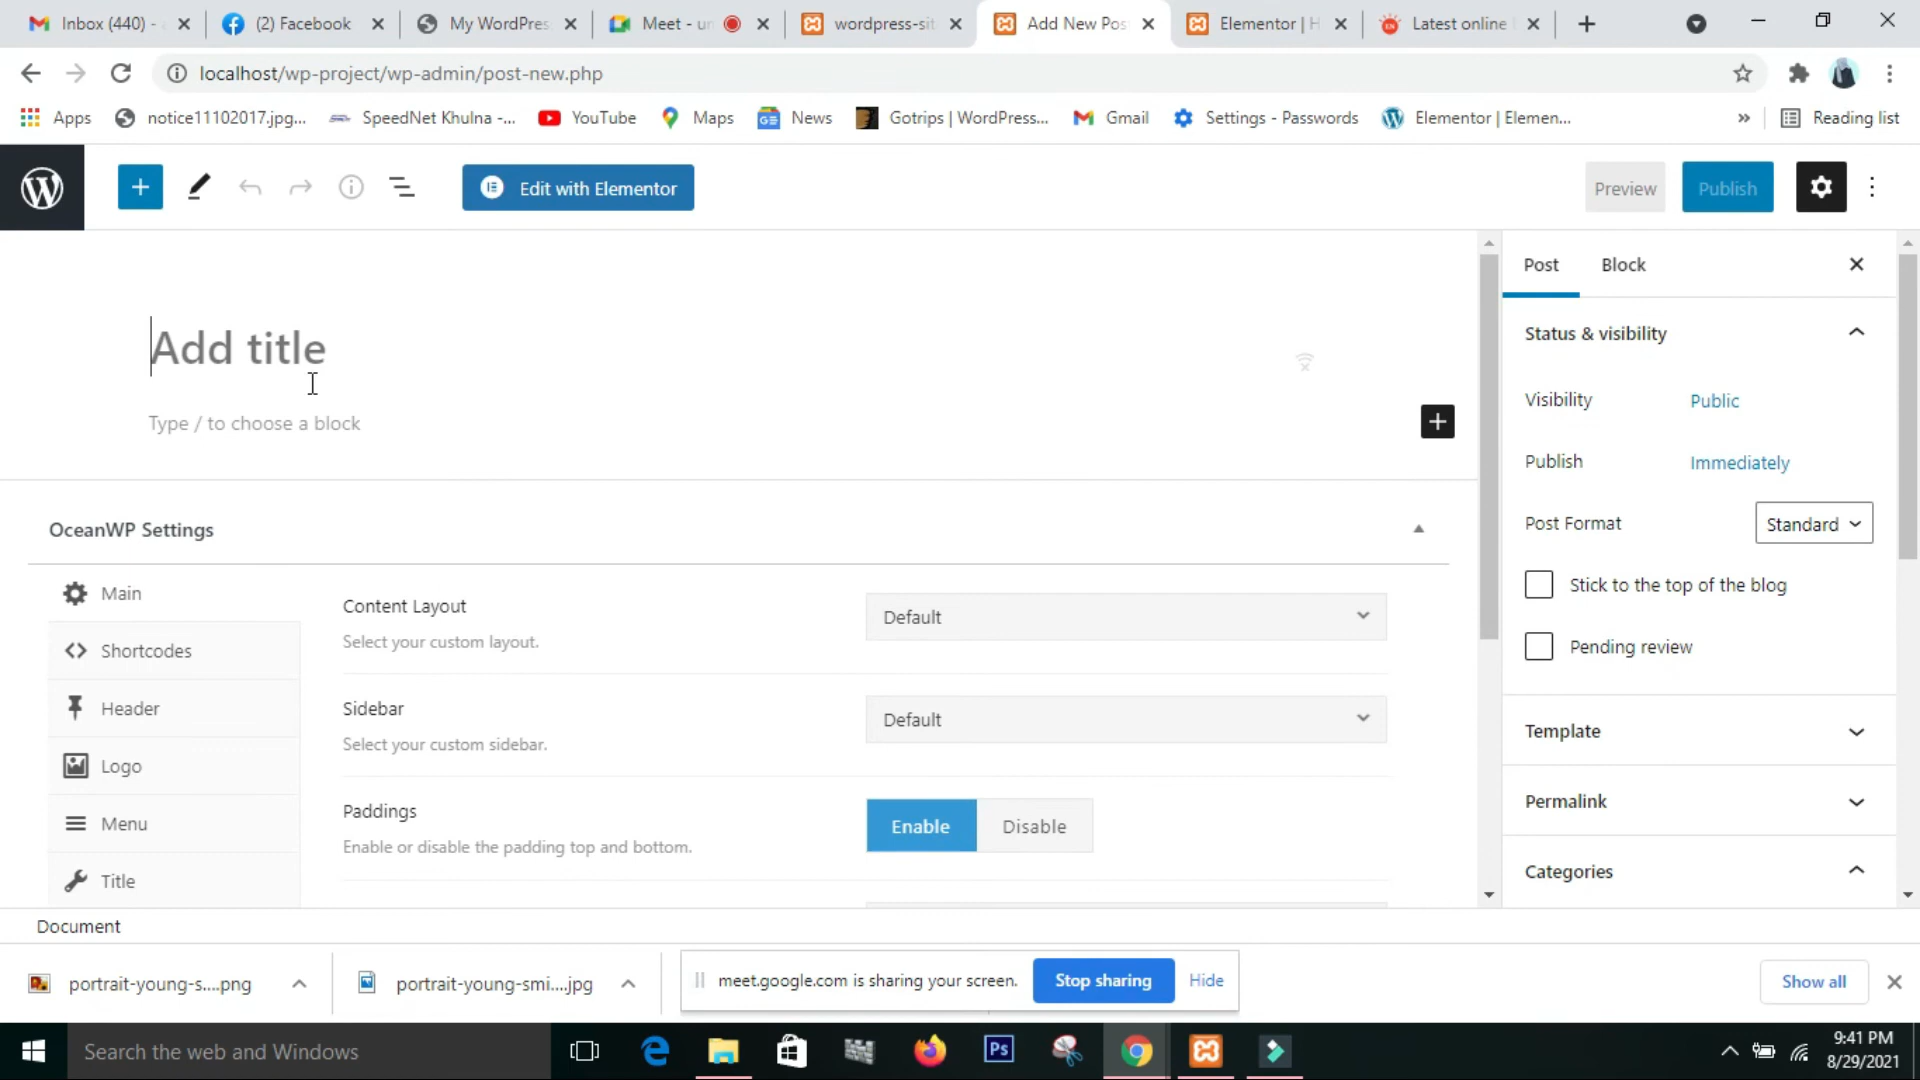 Inbox (440) -
(2) Facebook
My WordPres
Meet - u
wordpress-sit
Add New Pos
Elementor | H
Latest online
localhost/wp-project/wp-admin/post-new.php
Apps
notice11102017.jpg...
SpeedNet Khulna -...
YouTube
Maps
News
Gotrips | WordPress...
Gmail
Settings - Passwords
Elementor | Elemen...
Reading list
Edit with Elementor
Preview
Publish
Add title
Type / to choose a block
OceanWP Settings
Main
Shortcodes
Header
Logo
Menu
Title
Content Layout
Select your custom layout.
Default
Sidebar
Select your custom sidebar.
Default
Paddings
Enable or disable the padding top and bottom.
Enable
Disable
Post
Block
Status & visibility
Visibility
Public
Publish
Immediately
Post Format
Standard
Stick to the top of the blog
Pending review
Template
Permalink
Categories
Document
portrait-young-s....png
portrait-young-smi....jpg
meet.google.com is sharing your screen.
Stop sharing
Hide
Show all
Search the web and Windows
Ps
9:41 PM
8/29/2021